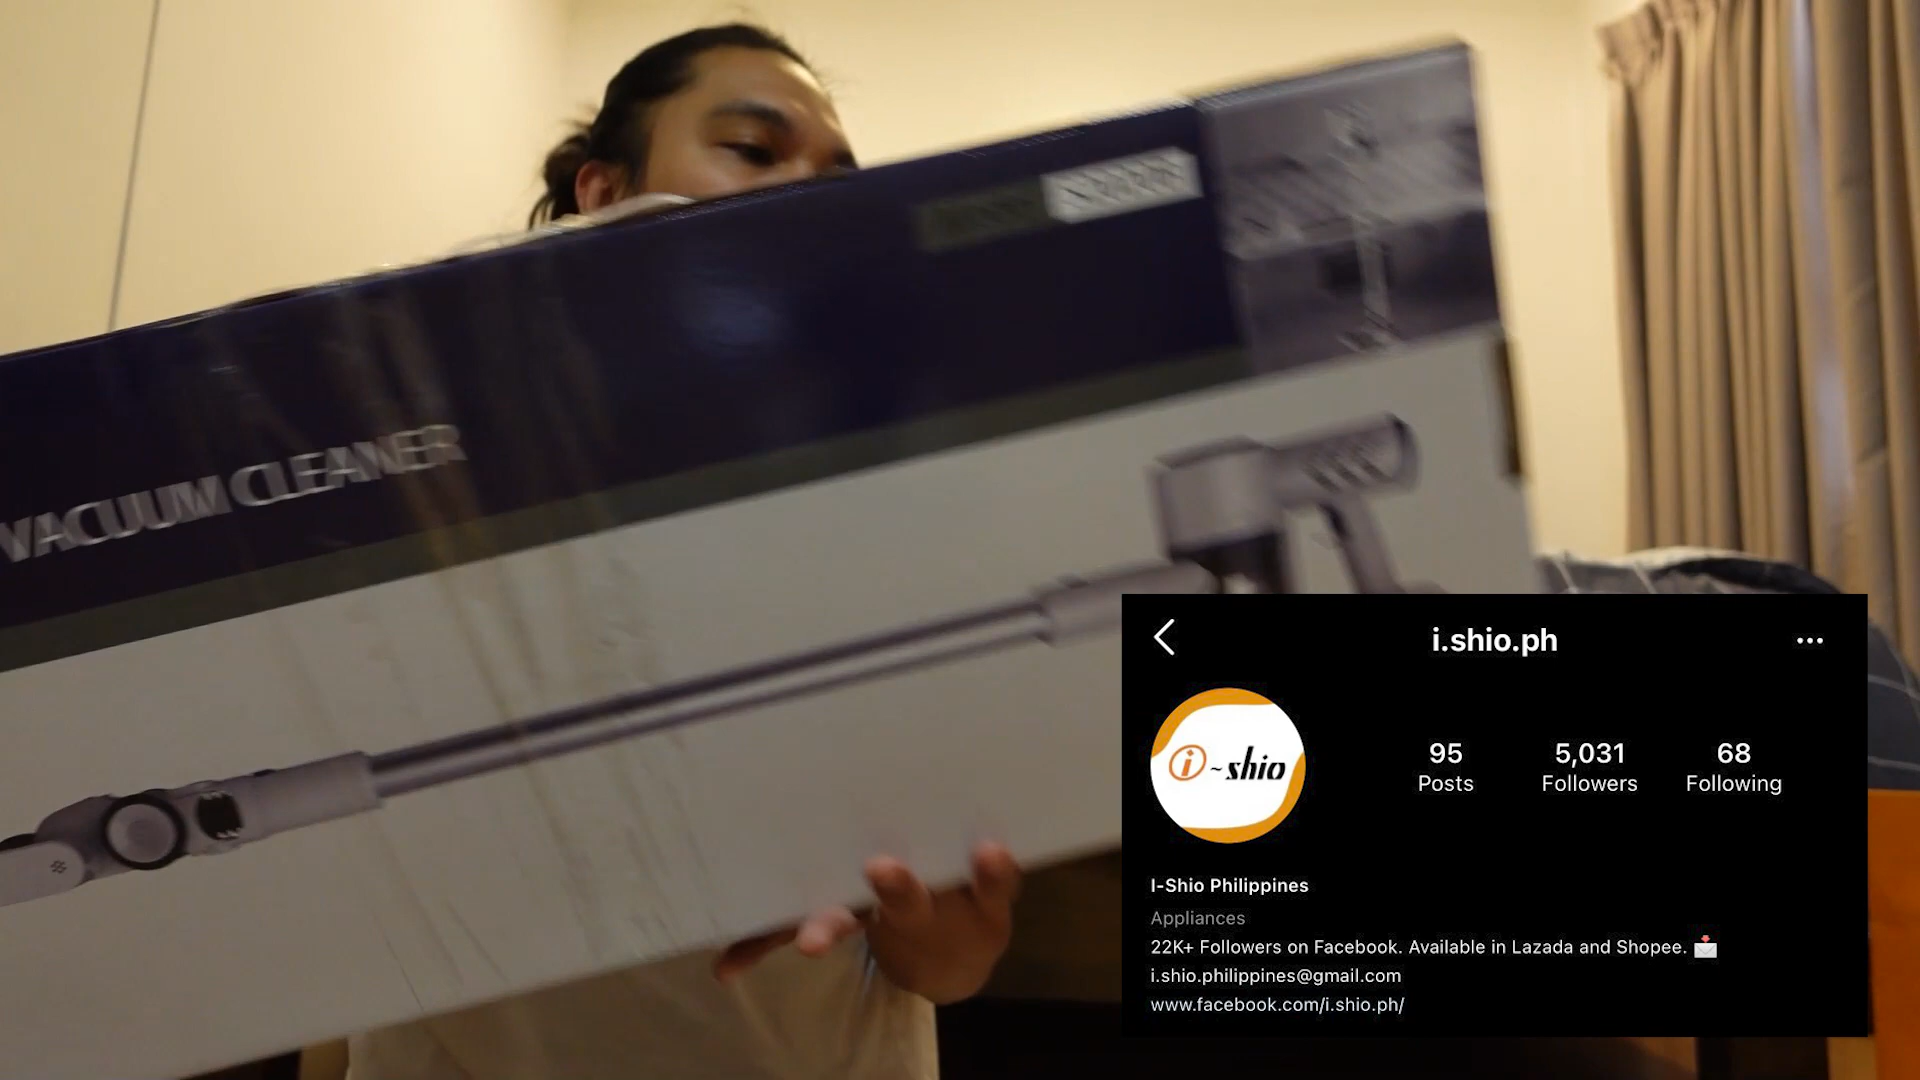 VACUUM CLEANER
i.shio.ph
i~shio
95
Posts
5,031
Followers
68
Following
I-Shio Philippines
Appliances
22K+ Followers on Facebook. Available in Lazada and Shopee. 📩
i.shio.philippines@gmail.com
www.facebook.com/i.shio.ph/